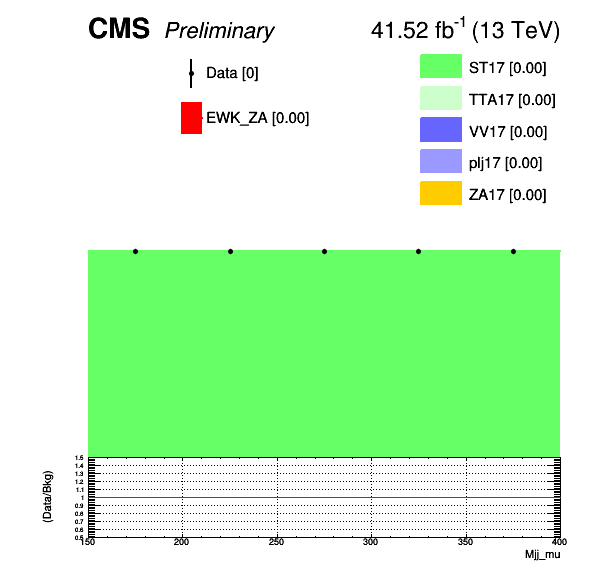 CMS Preliminary 41.52 fb-1 (13 TeV)
Data [0]
EWK_ZA [0.00]
ST17 [0.00]
TTA17 [0.00]
VV17 [0.00]
plj17 [0.00]
ZA17 [0.00]
(Data/Bkg)
1.5
1.4
1.3
1.2
1.1
1
0.9
0.8
0.7
0.6
0.5
150 200 250 300 350 400
Mjj_mu